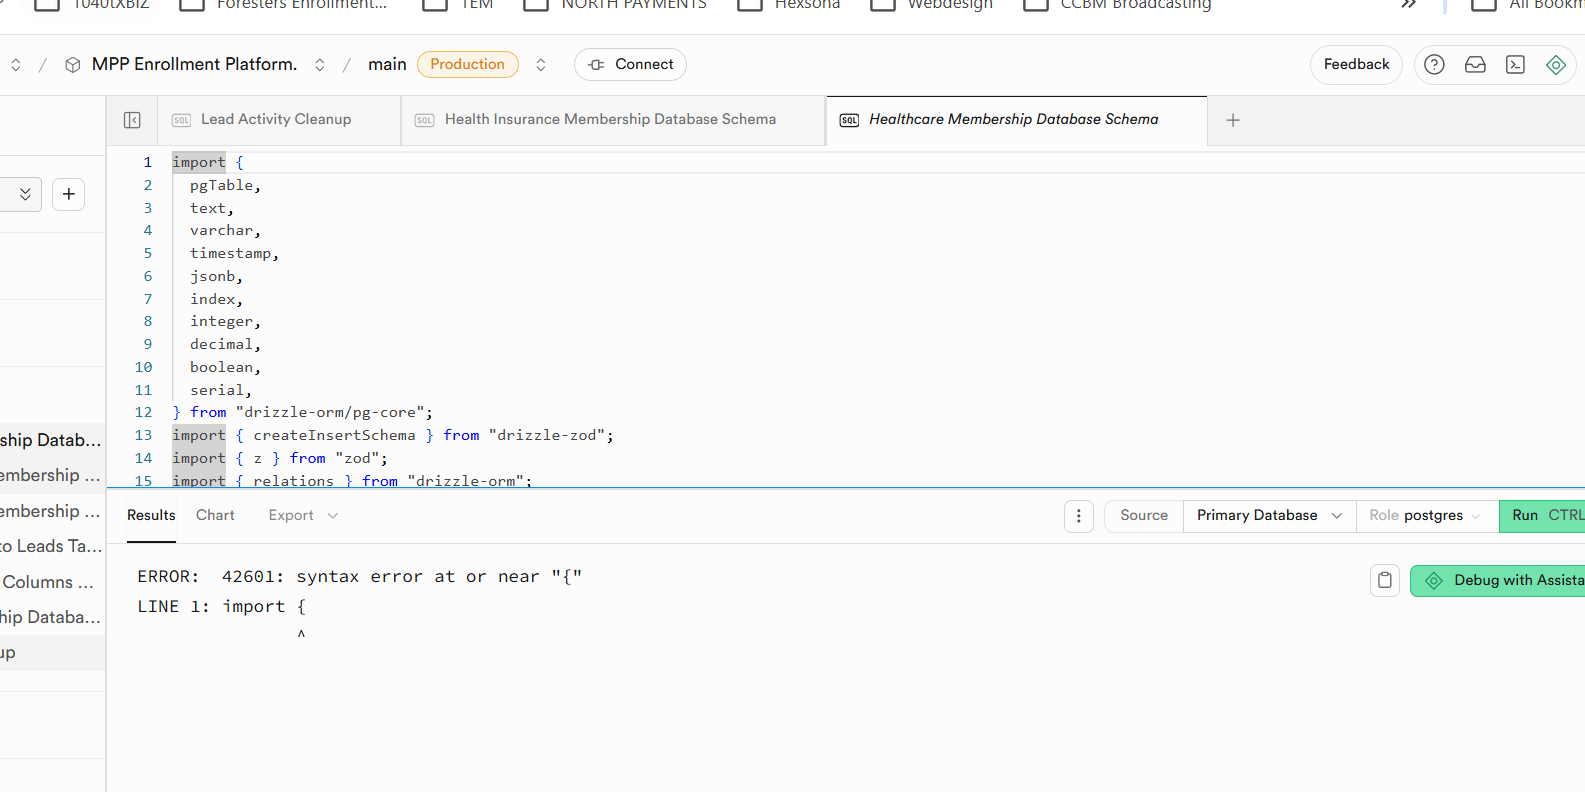 1040tXBIZ
Foresters Enrollment...
TEM
NORTH PAYMENTS
Hexsona
Webdesign
CCBM Broadcasting
»
All Bookm
/ MPP Enrollment Platform. / main Production Connect
Feedback
SQL Lead Activity Cleanup
SQL Health Insurance Membership Database Schema
SQL Healthcare Membership Database Schema
+
+
ship Datab...
embership ...
embership ...
to Leads Ta...
Columns ...
hip Databa...
up
1 import {
2 pgTable,
3 text,
4 varchar,
5 timestamp,
6 jsonb,
7 index,
8 integer,
9 decimal,
10 boolean,
11 serial,
12 } from "drizzle-orm/pg-core";
13 import { createInsertSchema } from "drizzle-zod";
14 import { z } from "zod";
15 import { relations } from "drizzle-orm";
Results Chart Export
Source Primary Database Role postgres Run CTRL
ERROR: 42601: syntax error at or near "{"
LINE 1: import {
^
Debug with Assista